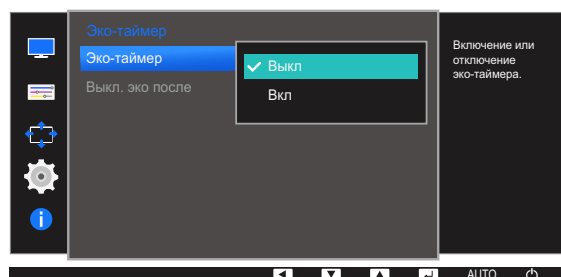 Эко-таймер
Эко-таймер
Выкл. эко после
Выкл
Вкл
Включение или
отключение
эко-таймера.
AUTO